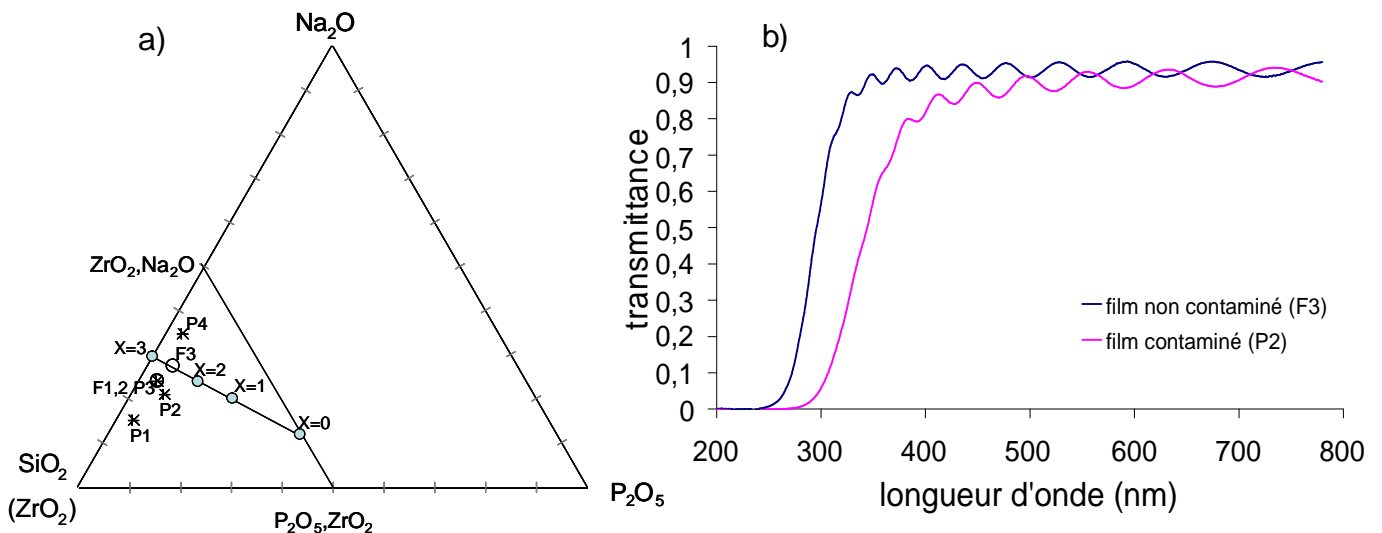 a)
Na₂O
ZrO₂,Na₂O
P4
X=3
F3
X=2
F1,2 P3
X=1
P2
P1
X=0
SiO₂
(ZrO₂)
P₂O₅,ZrO₂
P₂O₅
b)
transmittance
1
0,9
0,8
0,7
0,6
0,5
0,4
0,3
0,2
0,1
0
film non contaminé (F3)
film contaminé (P2)
200 300 400 500 600 700 800
longueur d'onde (nm)